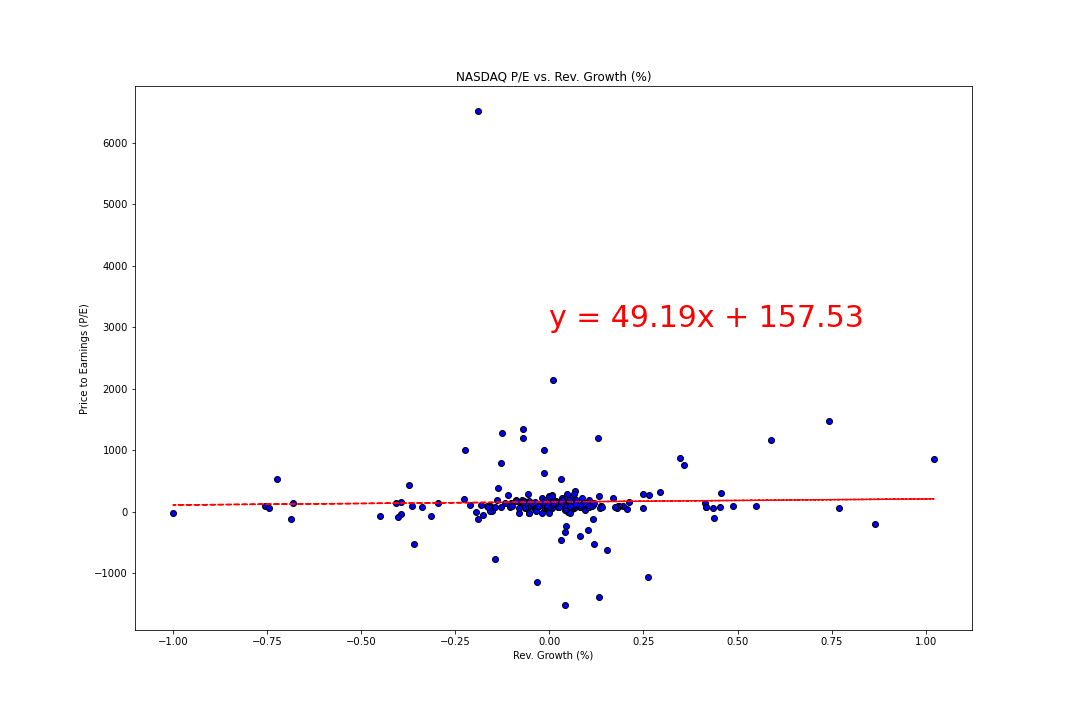 NASDAQ P/E vs. Rev. Growth (%)
6000
5000
4000
3000
2000
1000
0
−1000
Price to Earnings (P/E)
y = 49.19x + 157.53
−1.00 −0.75 −0.50 −0.25 0.00 0.25 0.50 0.75 1.00
Rev. Growth (%)